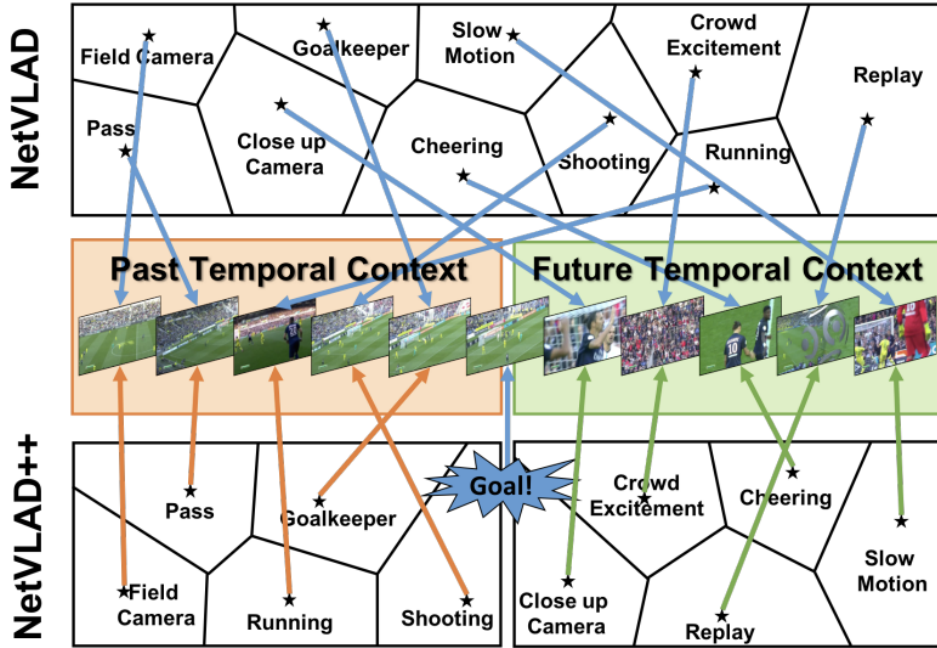 NetVLAD
Field Camera
Goalkeeper
Slow
Motion
Crowd
Excitement
Replay
Pass
Close up
Camera
Cheering
Shooting
Running
Past Temporal Context
Future Temporal Context
10
NetVLAD++
Pass
Goalkeeper
Goal!
Crowd
Excitement
Cheering
Field
Camera
Running
Shooting
Close up
Camera
Replay
Slow
Motion